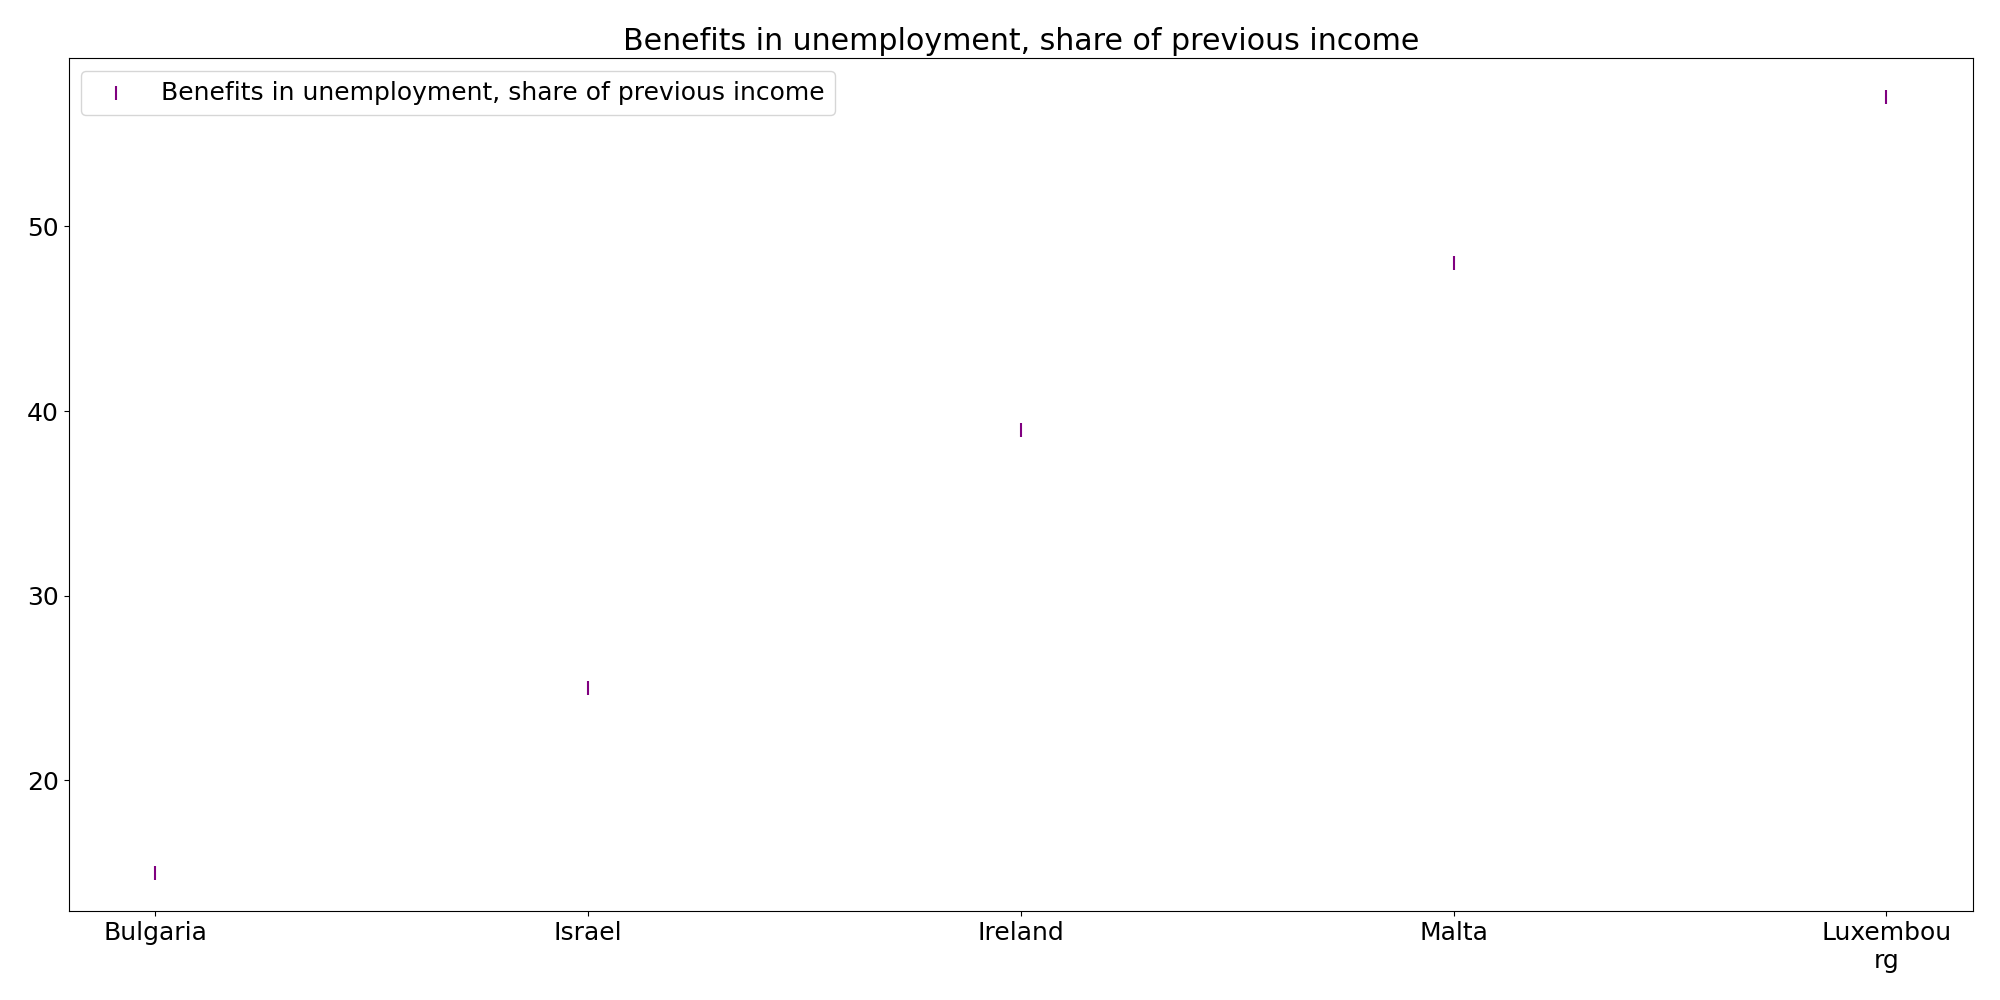 Benefits in unemployment, share of previous income
Benefits in unemployment, share of previous income
50
40
30
20
Bulgaria
Israel
Ireland
Malta
Luxembou
rg